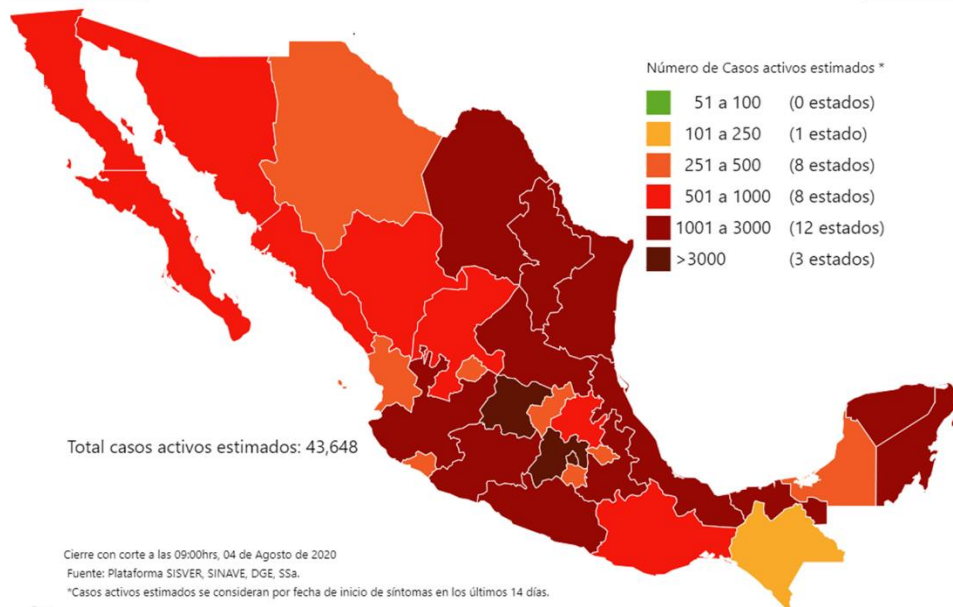 Número de Casos activos estimados *
51 a 100 (0 estados)
101 a 250 (1 estado)
251 a 500 (8 estados)
501 a 1000 (8 estados)
1001 a 3000 (12 estados)
>3000 (3 estados)
Total casos activos estimados: 43,648
Cierre con corte a las 09:00hrs, 04 de Agosto de 2020
Fuente: Plataforma SISVER, SINAVE, DGE, SSa.
*Casos activos estimados se consideran por fecha de inicio de síntomas en los últimos 14 días.